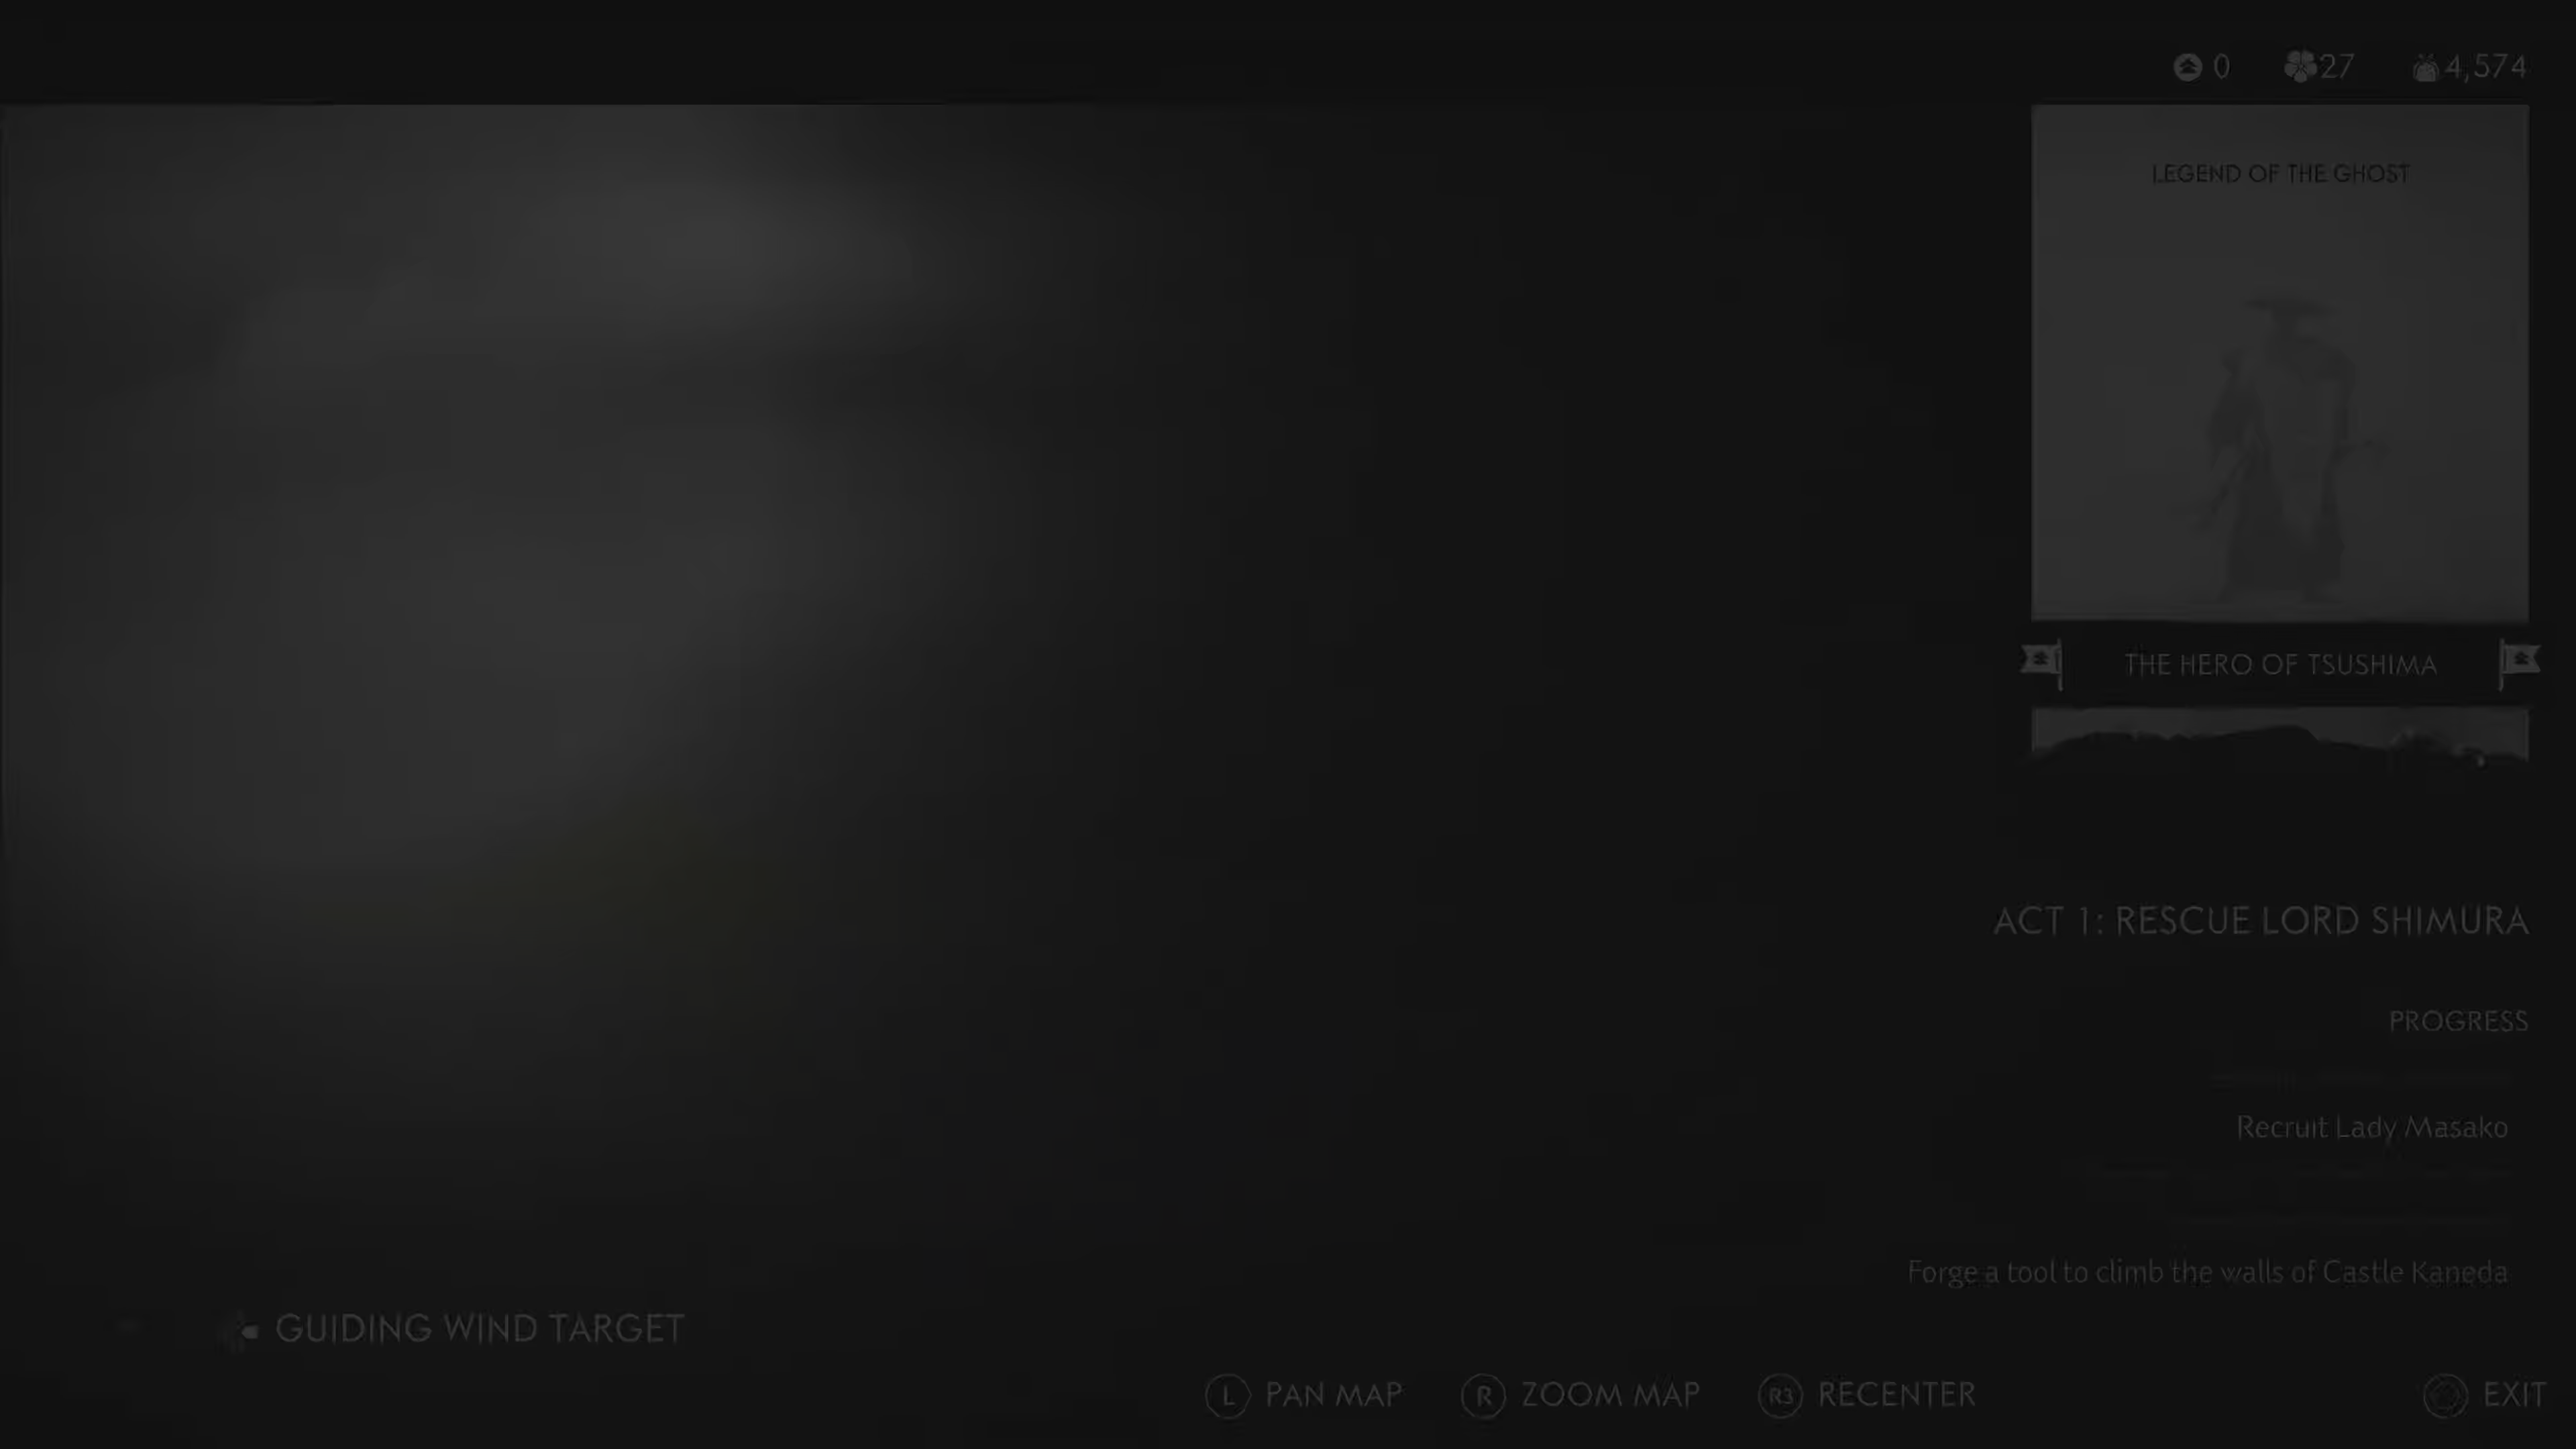 0 27 4,574
LEGEND OF THE GHOST
THE HERO OF TSUSHIMA
ACT 1: RESCUE LORD SHIMURA
PROGRESS
Recruit Lady Masako
Forge a tool to climb the walls of Castle Kaneda
GUIDING WIND TARGET
L PAN MAP R ZOOM MAP R3 RECENTER EXIT